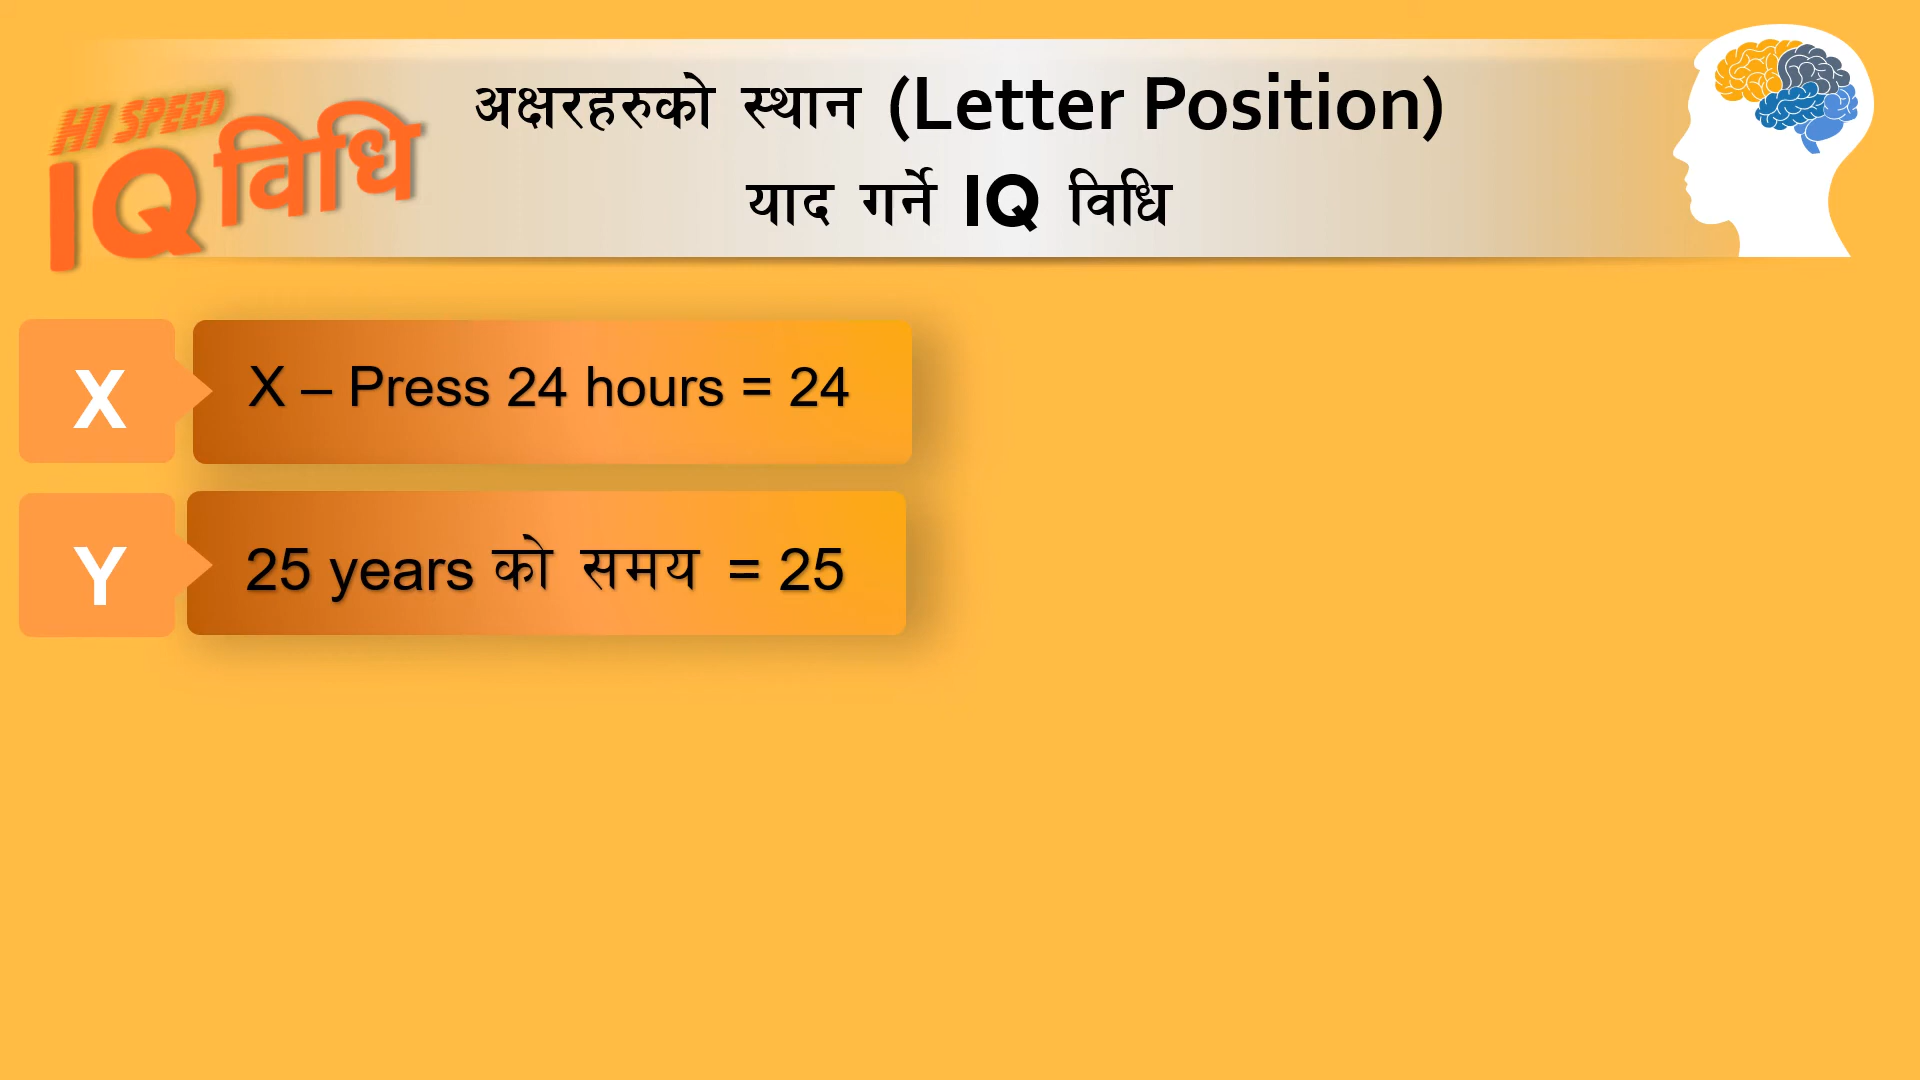 HI SPEED
IQ विधि
अक्षरहरुको स्थान (Letter Position)
याद गर्ने IQ विधि
X
X – Press 24 hours = 24
Y
25 years को समय = 25